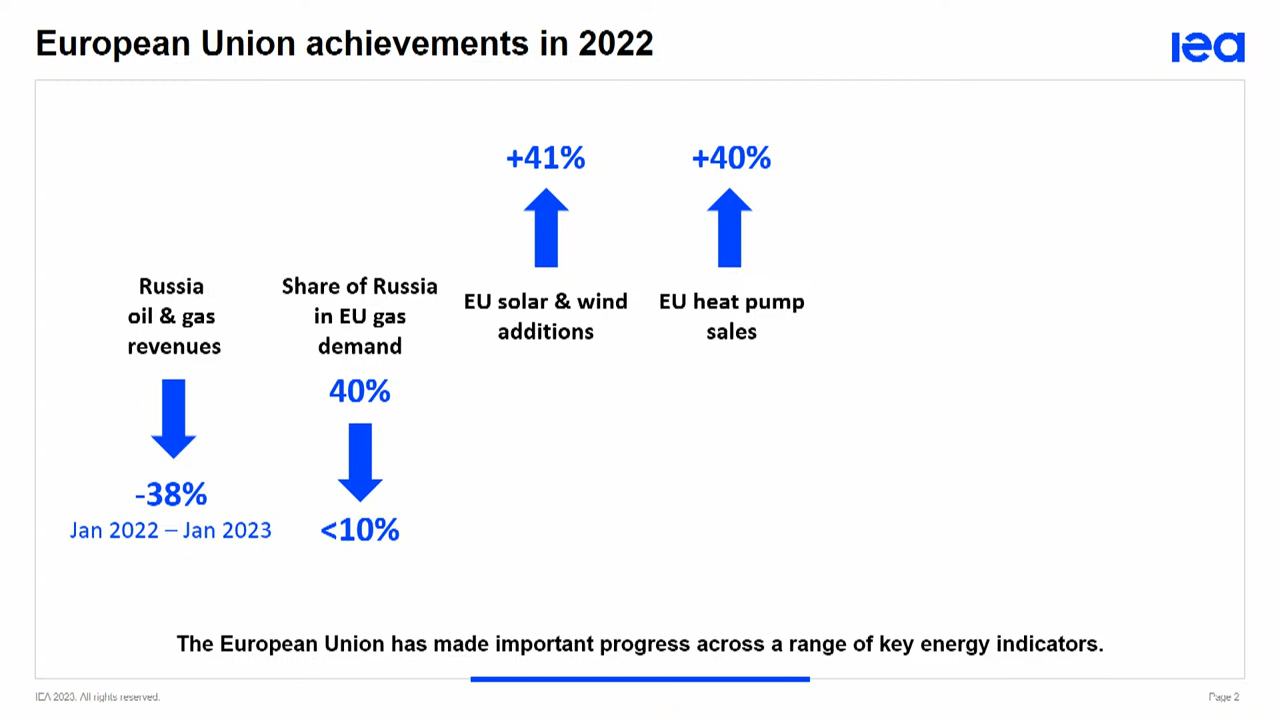 European Union achievements in 2022
iea
+41%
+40%
Russia
oil & gas
revenues
Share of Russia
in EU gas
demand
EU solar & wind
additions
EU heat pump
sales
40%
-38%
Jan 2022 – Jan 2023
<10%
The European Union has made important progress across a range of key energy indicators.
IEA 2023. All rights reserved.
Page 2